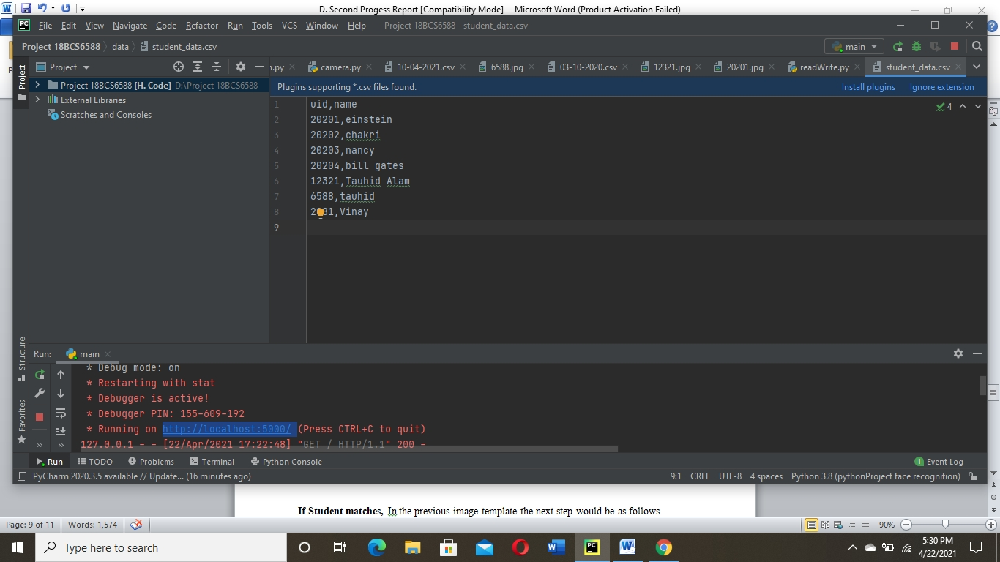 D. Second Progess Report [Compatibility Mode] - Microsoft Word (Product Activation Failed)
File Edit View Navigate Code Refactor Run Tools VCS Window Help Project 18BCS6588 - student_data.csv
Project 18BCS6588 data student_data.csv main
Project
Project
.py camera.py 10-04-2021.csv 6588.jpg 03-10-2020.csv 12321.jpg 20201.jpg readWrite.py student_data.csv
Project 18BCS6588 [H. Code] D:\Project 18BCS6588
External Libraries
Scratches and Consoles
Plugins supporting *.csv files found. Install plugins Ignore extension
1 uid,name
4
2 20201,einstein
3 20202,chakri
4 20203,nancy
5 20204,bill gates
6 12321,Tauhid Alam
7 6588,tauhid
8 2081,Vinay
9
Structure
Favorites
Run: main
* Debug mode: on
* Restarting with stat
* Debugger is active!
* Debugger PIN: 155-609-192
* Running on http://localhost:5000/ (Press CTRL+C to quit)
127.0.0.1 - - [22/Apr/2021 17:22:48] "GET / HTTP/1.1" 200 -
Run TODO Problems Terminal Python Console 1 Event Log
PyCharm 2020.3.5 available // Update... (16 minutes ago) 9:1 CRLF UTF-8 4 spaces Python 3.8 (pythonProject face recognition)
If Student matches, In the previous image template the next step would be as follows.
Page: 9 of 11 Words: 1,574 90%
Type here to search
5:30 PM
4/22/2021